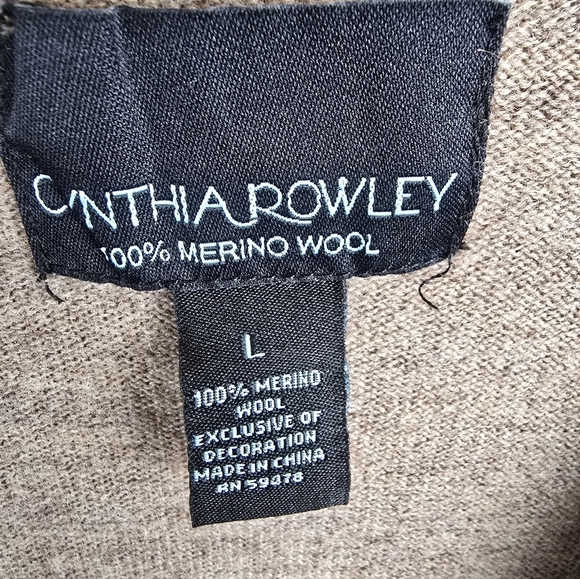 CYNTHIA ROWLEY
100% MERINO WOOL
L
100% MERINO
WOOL
EXCLUSIVE OF
DECORATION
MADE IN CHINA
RN 59478